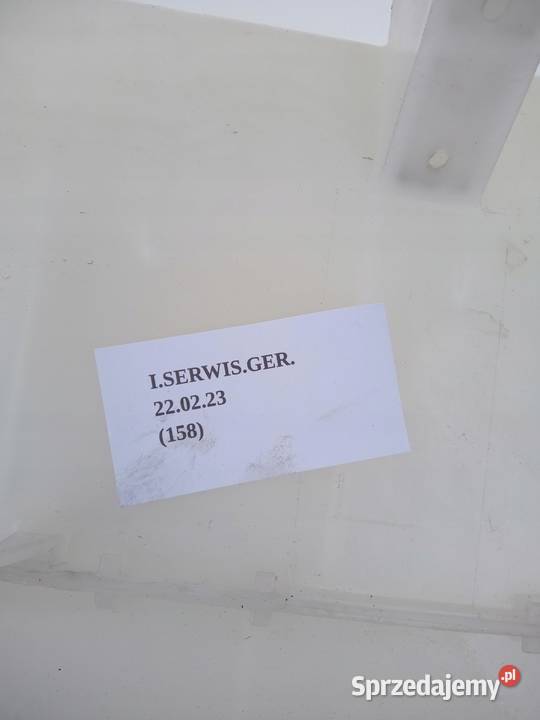 I.SERWIS.GER.
22.02.23
(158)
Sprzedajemy.pl